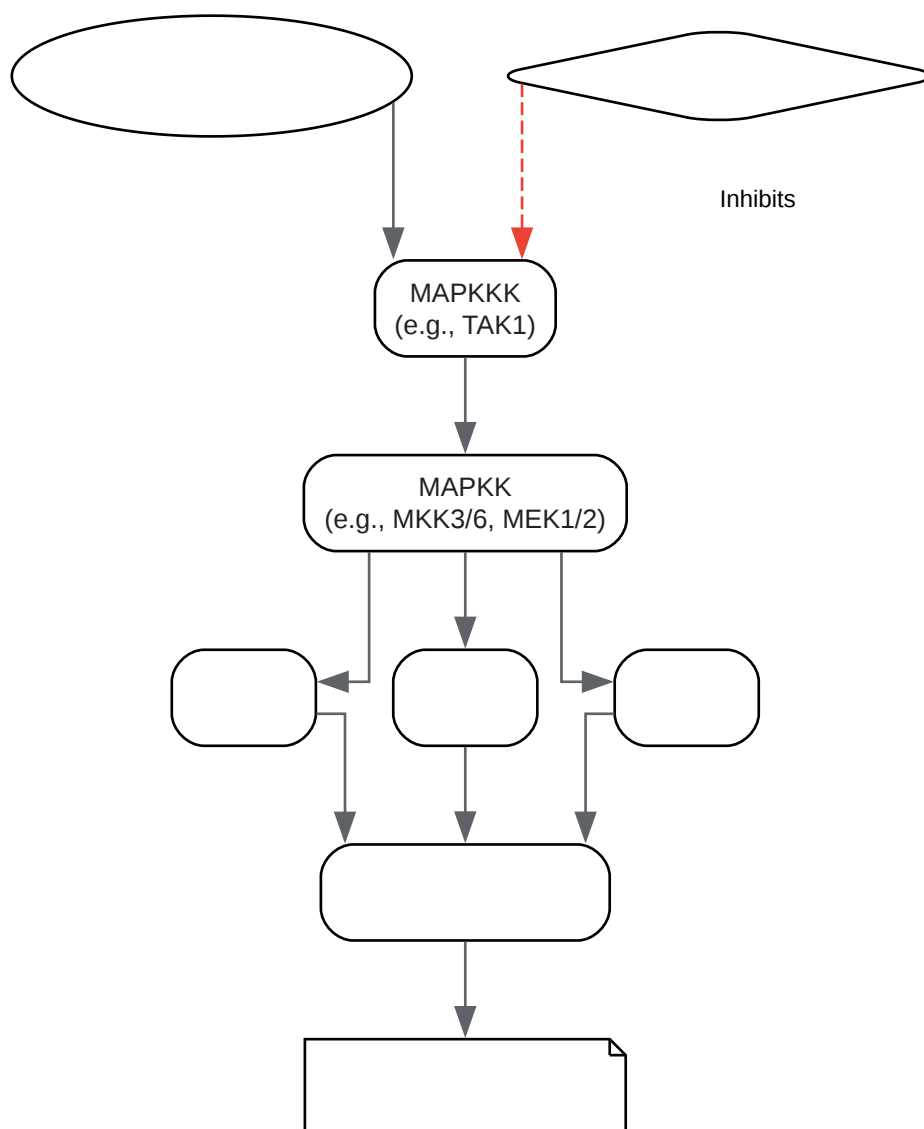 Inhibits
MAPKKK
(e.g., TAK1)
MAPKK
(e.g., MKK3/6, MEK1/2)